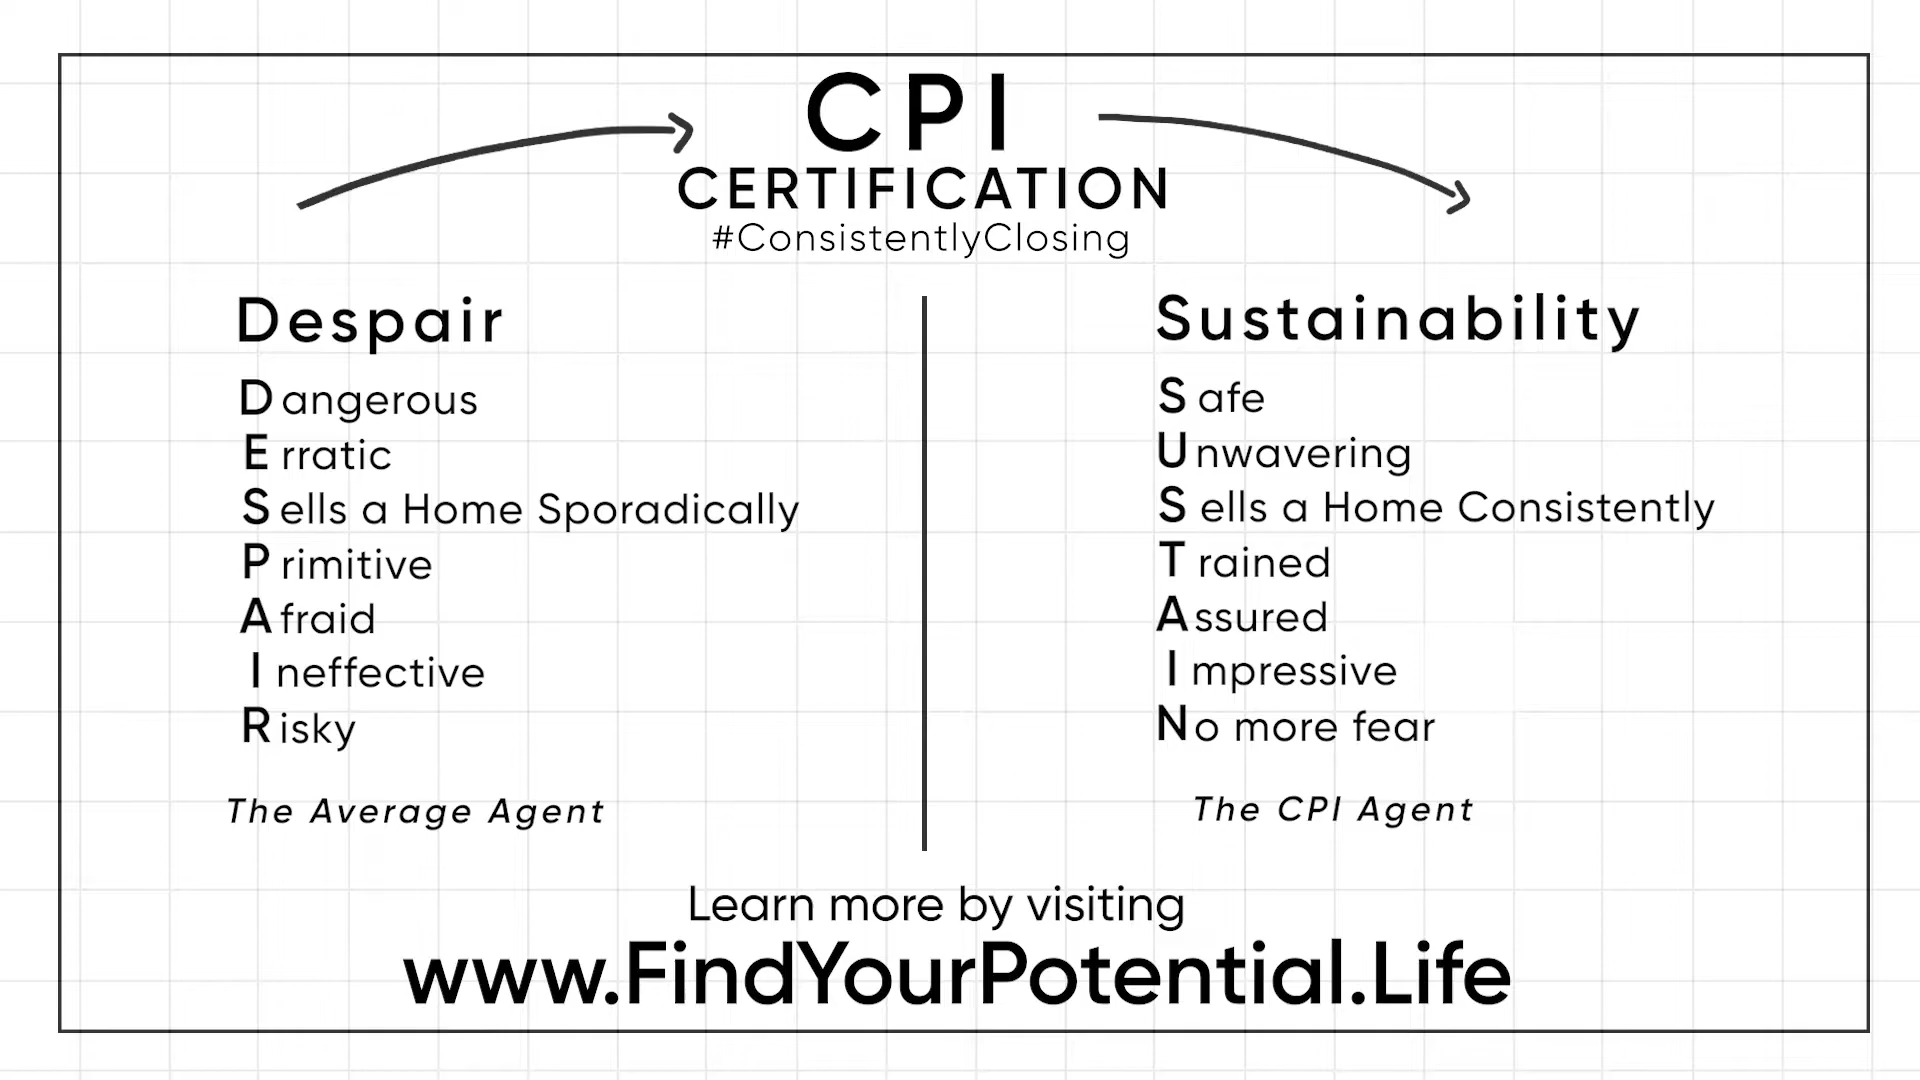 CPI
CERTIFICATION
#ConsistentlyClosing
Despair
Dangerous
Erratic
Sells a Home Sporadically
Primitive
Afraid
Ineffective
Risky
The Average Agent
Sustainability
Safe
Unwavering
Sells a Home Consistently
Trained
Assured
Impressive
No more fear
The CPI Agent
Learn more by visiting
www.FindYourPotential.Life